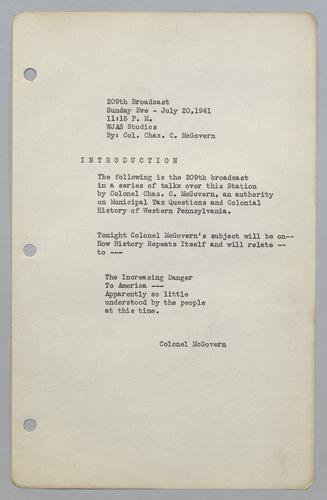 209th Broadcast
Sunday Eve - July 20,1941
11:15 P. M.
WJAS Studios
By: Col. Chas. C. McGovern
I N T R O D U C T I O N
The following is the 209th broadcast
in a series of talks over this Station
by Colonel Chas. C. McGovern, an authority
on Municipal Tax Questions and Colonial
History of Western Pennsylvania.
Tonight Colonel McGovern's subject will be on--
How History Repeats Itself and will relate --
to ---
The Increasing Danger
To America ---
Apparently so little
understood by the people
at this time.
Colonel McGovern